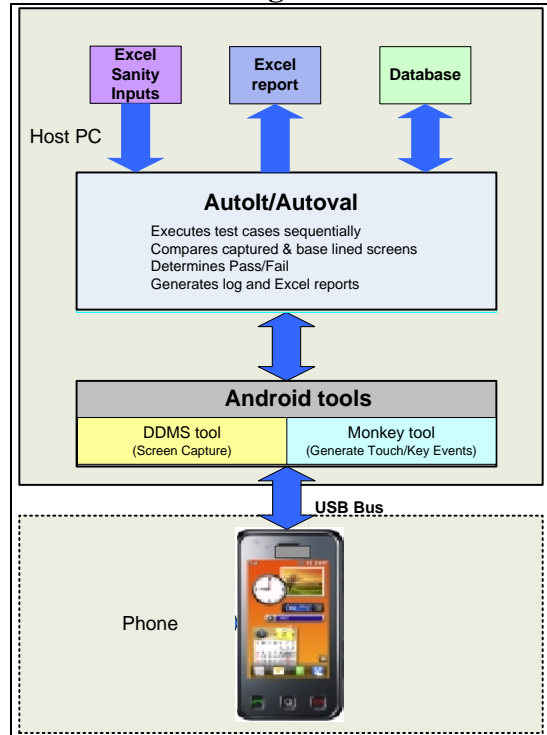 Excel
Sanity
Inputs
Excel
report
Database
Host PC
AutoIt/Autoval
Executes test cases sequentially
Compares captured & base lined screens
Determines Pass/Fail
Generates log and Excel reports
Android tools
DDMS tool
(Screen Capture)
Monkey tool
(Generate Touch/Key Events)
USB Bus
Phone